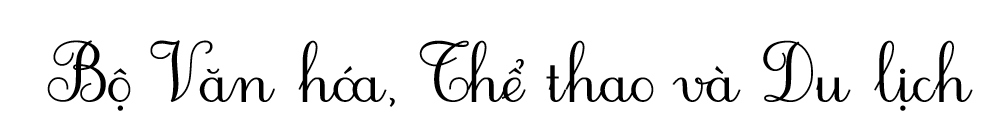 Bộ Văn hóa, Thể thao và Du lịch